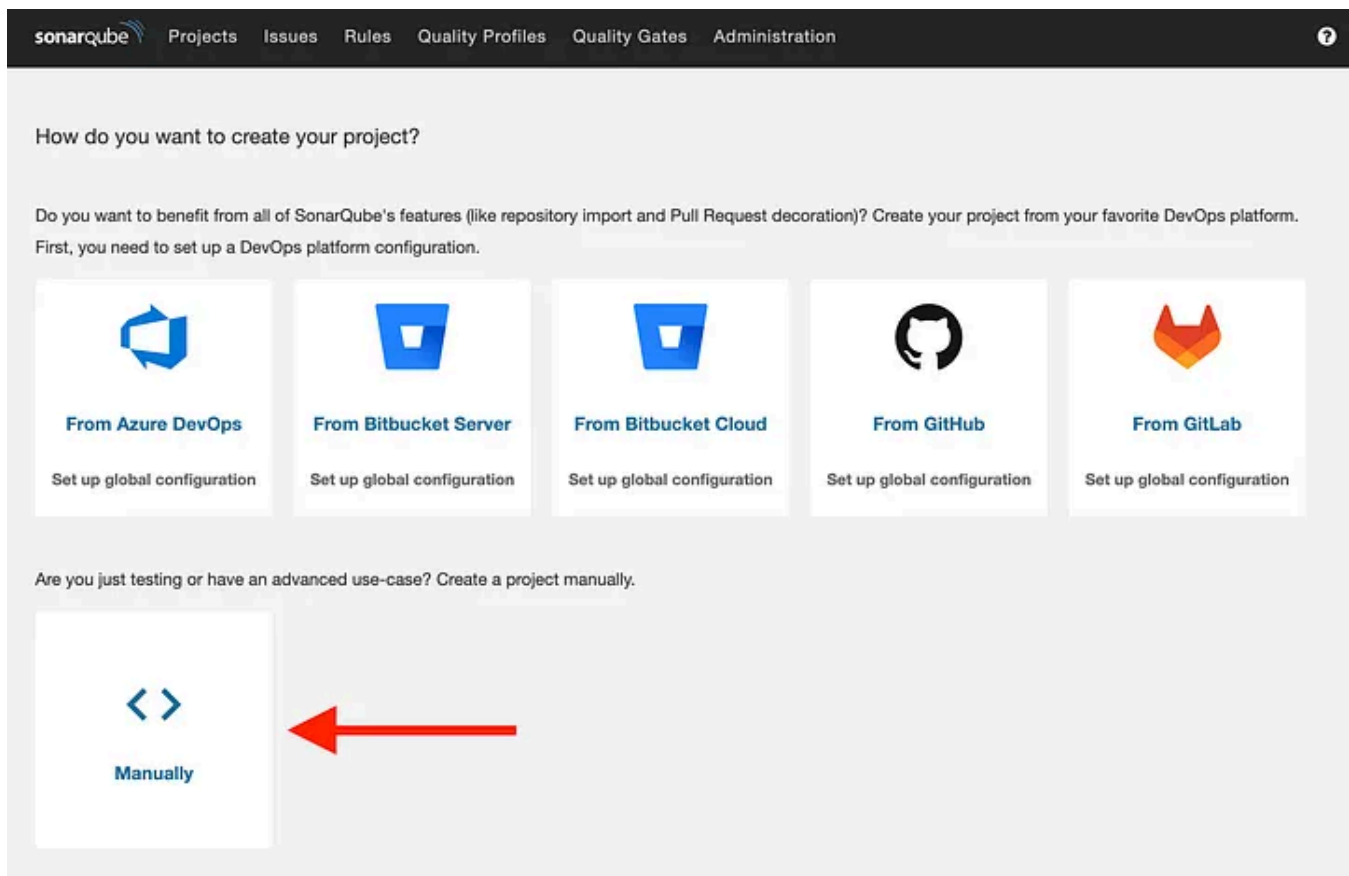 sonarqube Projects Issues Rules Quality Profiles Quality Gates Administration ?
How do you want to create your project?
Do you want to benefit from all of SonarQube's features (like repository import and Pull Request decoration)? Create your project from your favorite DevOps platform.
First, you need to set up a DevOps platform configuration.
From Azure DevOps From Bitbucket Server From Bitbucket Cloud From GitHub From GitLab
Set up global configuration Set up global configuration Set up global configuration Set up global configuration Set up global configuration
Are you just testing or have an advanced use-case? Create a project manually.
Manually